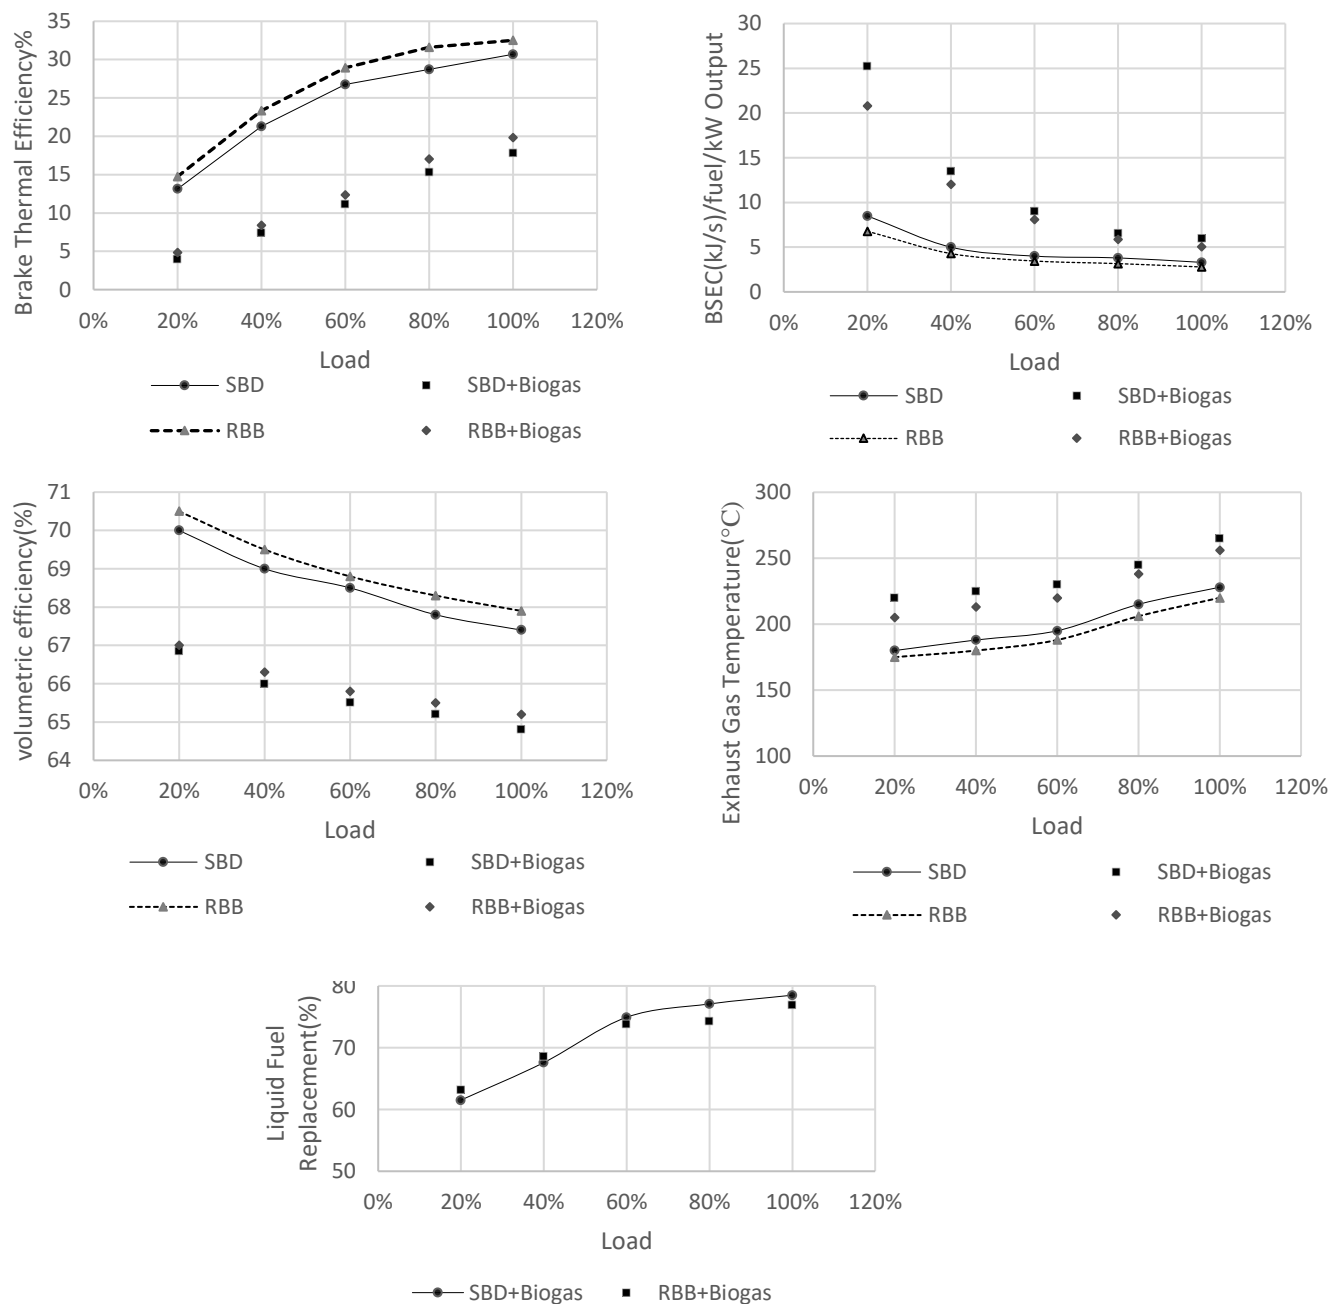 Brake Thermal Efficiency%
35
30
25
20
15
10
5
0
0% 20% 40% 60% 80% 100% 120%
Load
SBD SBD+Biogas
RBB RBB+Biogas
BSEC(kJ/s)/fuel/kW Output
30
25
20
15
10
5
0
0% 20% 40% 60% 80% 100% 120%
Load
SBD SBD+Biogas
RBB RBB+Biogas
volumetric efficiency(%)
71
70
69
68
67
66
65
64
0% 20% 40% 60% 80% 100% 120%
Load
SBD SBD+Biogas
RBB RBB+Biogas
Exhaust Gas Temperature(°C)
300
250
200
150
100
0% 20% 40% 60% 80% 100% 120%
Load
SBD SBD+Biogas
RBB RBB+Biogas
Liquid Fuel
Replacement(%)
80
70
60
50
0% 20% 40% 60% 80% 100% 120%
Load
SBD+Biogas RBB+Biogas